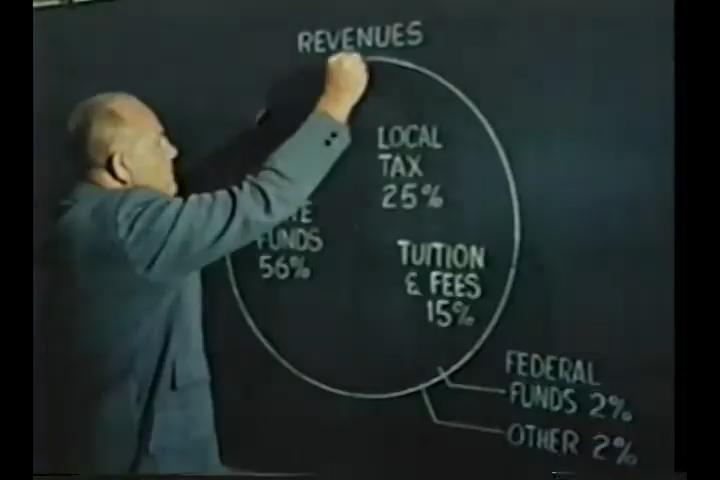 REVENUES
LOCAL
TAX
25%
FUNDS
56%
TUITION
& FEES
15%
FEDERAL
FUNDS 2%
OTHER 2%